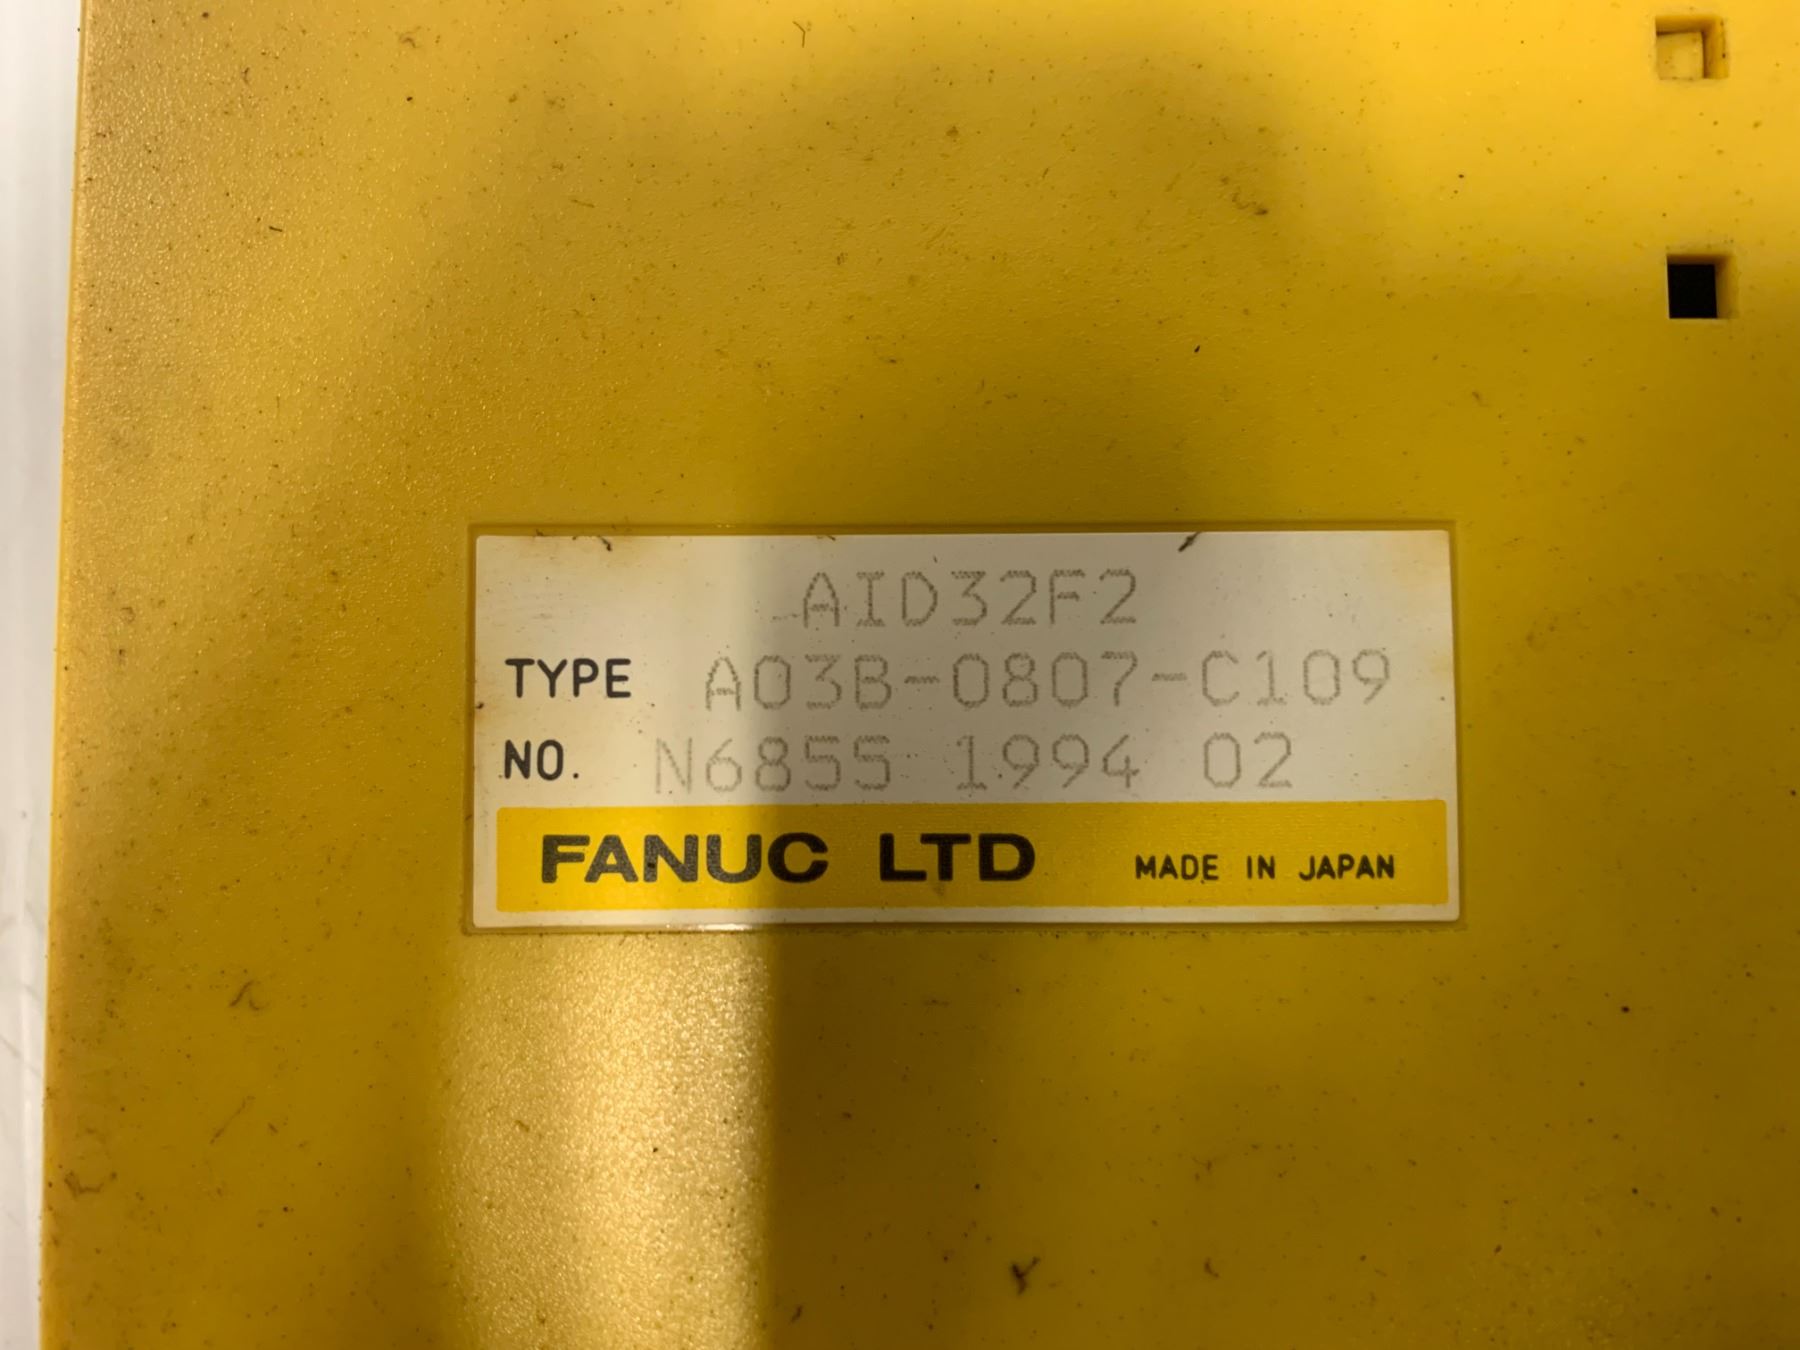 AID32F2
TYPE A03B-0807-C109
NO. N6855 1994 02
FANUC LTD MADE IN JAPAN